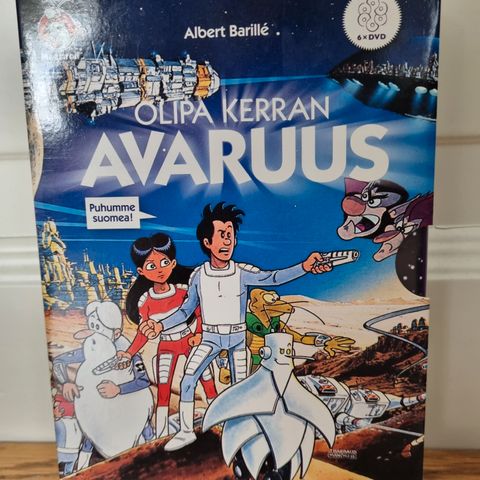 Albert Barillé
6 × DVD
OLIPA KERRAN
AVARUUS
Puhumme
suomea!